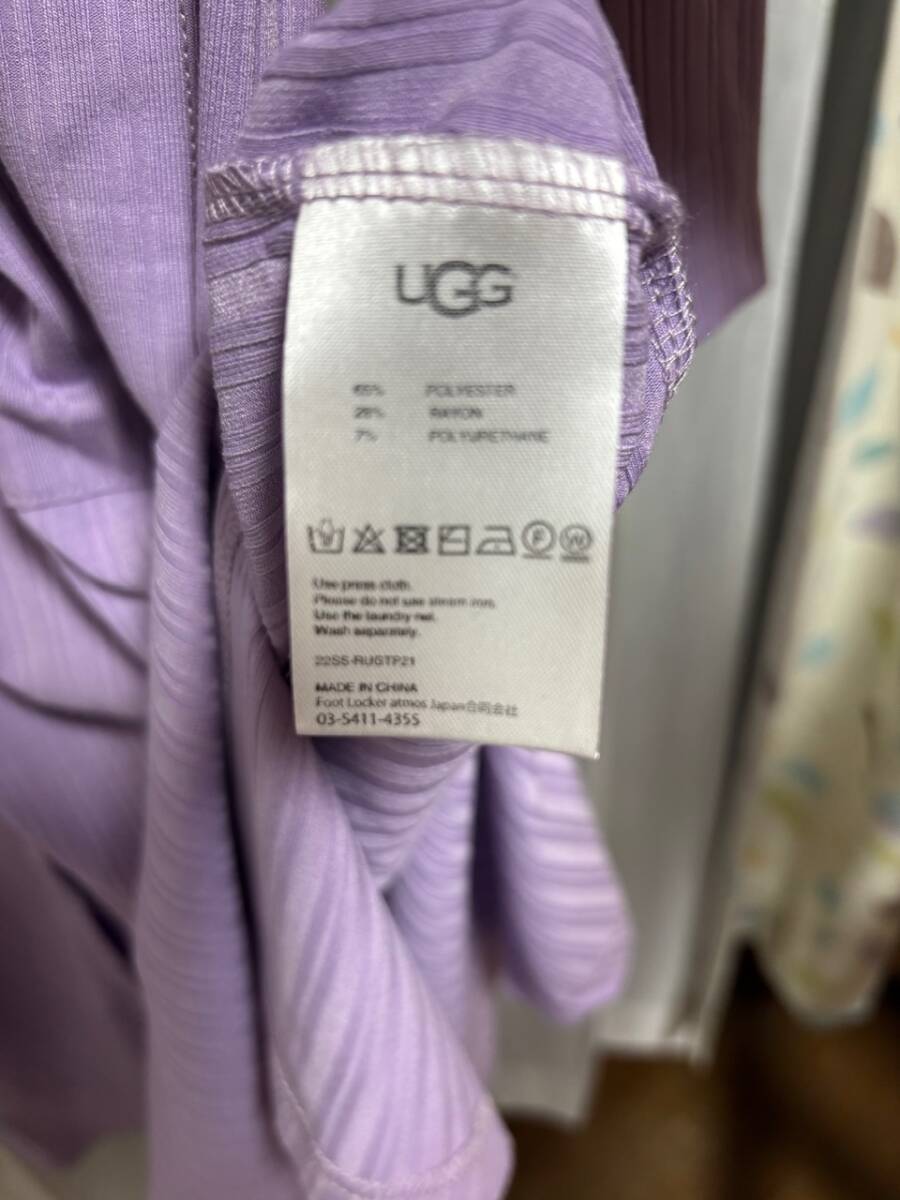 UGG
65% POLYESTER
28% RAYON
7% POLYURETHANE
F W
Use press cloth.
Please do not use steam iron.
Use the laundry net.
Wash separately.
22SS-RUGTP21
MADE IN CHINA
Foot Locker atmos Japan合同会社
03-5411-4355